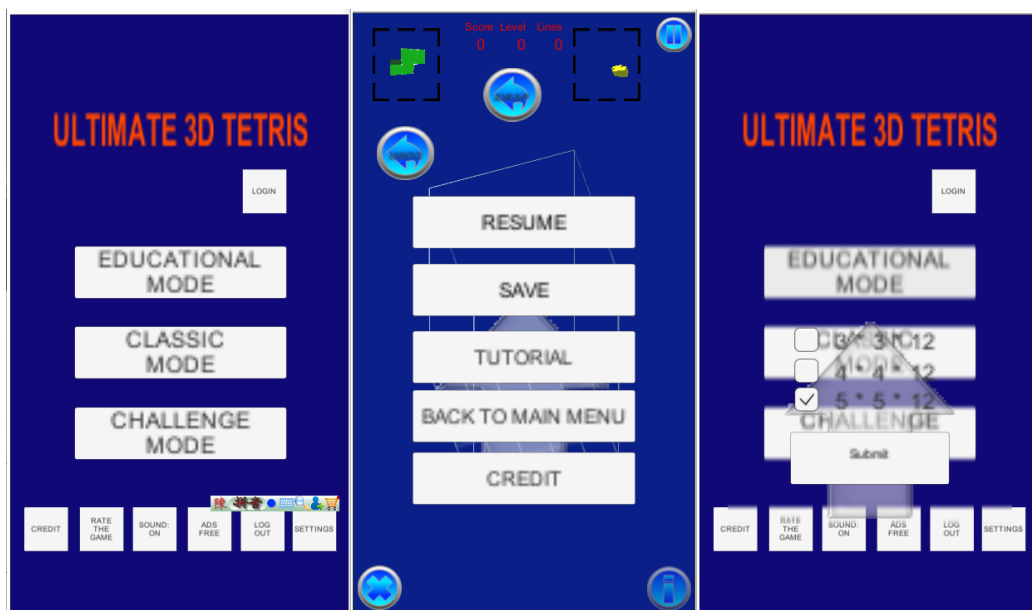 ULTIMATE 3D TETRIS
LOGIN
EDUCATIONAL
MODE
CLASSIC
MODE
CHALLENGE
MODE
CREDIT
RATE
THE
GAME
SOUND:
ON
ADS
FREE
LOG
OUT
SETTINGS
Score Level Lines
0 0 0
RESUME
SAVE
TUTORIAL
BACK TO MAIN MENU
CREDIT
ULTIMATE 3D TETRIS
LOGIN
EDUCATIONAL
MODE
CLASSIC
MODE
3 * 3 * 12
4 * 4 * 12
5 * 5 * 12
CHALLENGE
Submit
CREDIT
RATE
THE
GAME
SOUND:
ON
ADS
FREE
LOG
OUT
SETTINGS